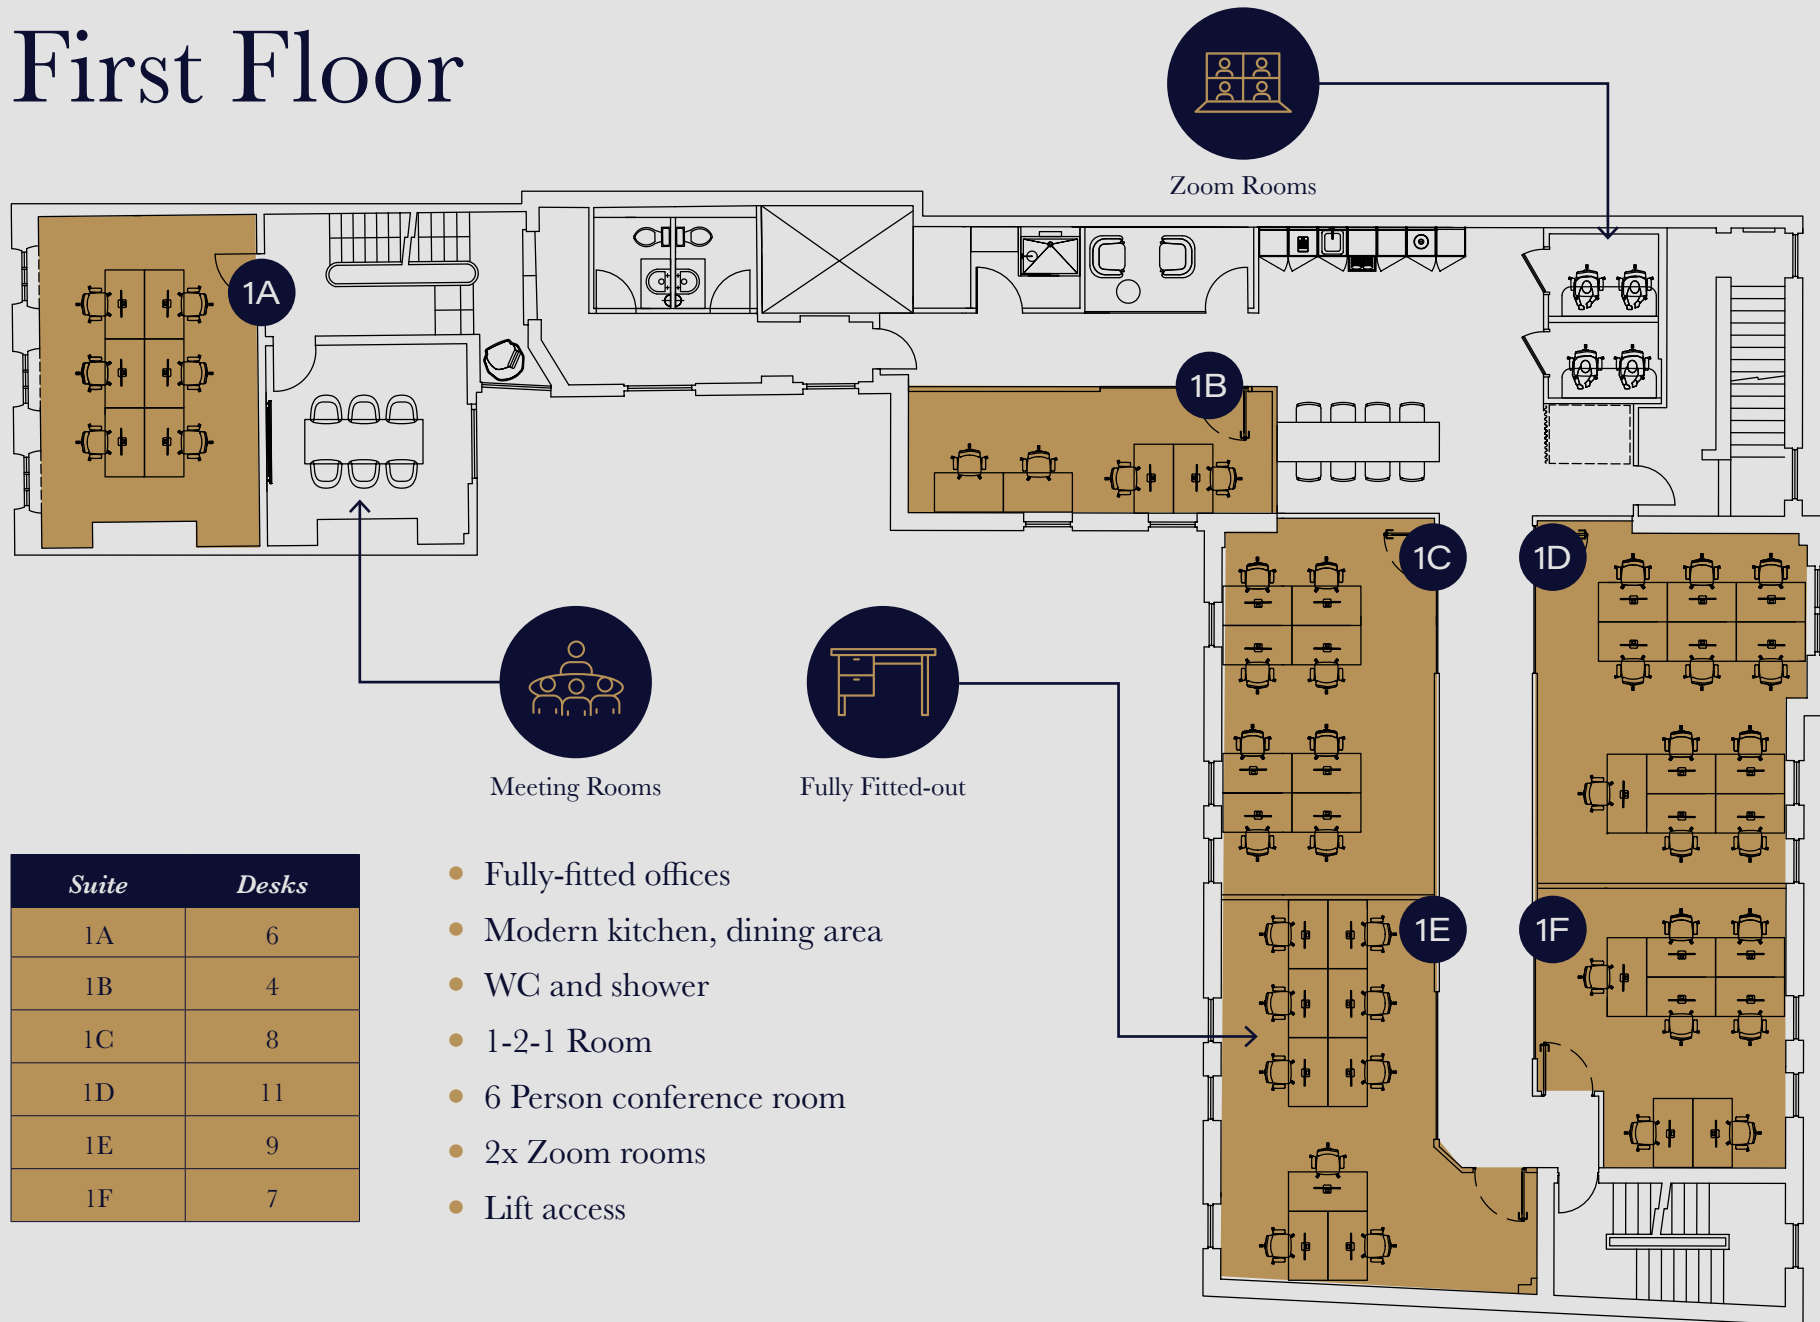 First Floor
Zoom Rooms
1A
1B
1C
1D
Meeting Rooms
Fully Fitted-out
Suite Desks
1A 6
1B 4
1C 8
1D 11
1E 9
1F 7
• Fully-fitted offices
• Modern kitchen, dining area
• WC and shower
• 1-2-1 Room
• 6 Person conference room
• 2x Zoom rooms
• Lift access
1E
1F